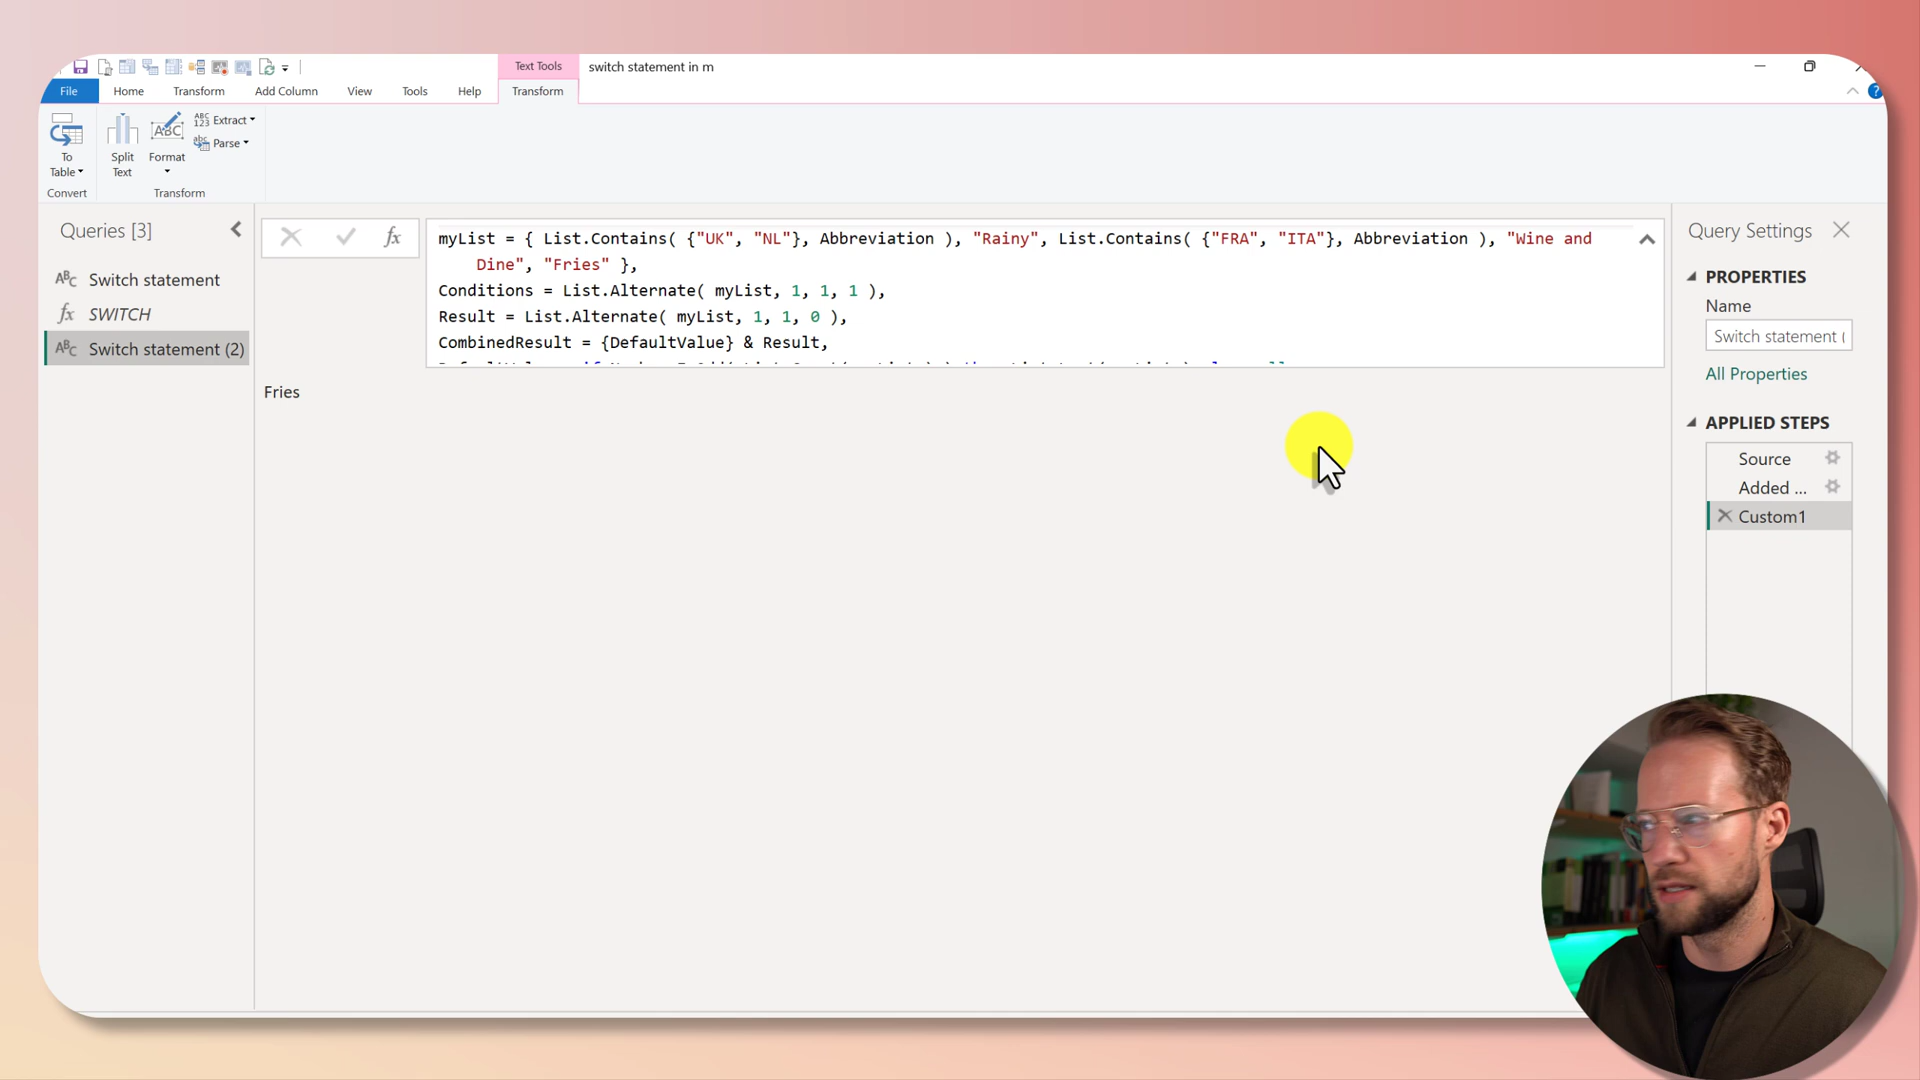 Text Tools
switch statement in m
File
Home
Transform
Add Column
View
Tools
Help
Transform
To
Table
Split
Text
Format
Extract
Parse
Convert
Transform
Queries [3]
Switch statement
SWITCH
Switch statement (2)
fx
myList = { List.Contains( {"UK", "NL"}, Abbreviation ), "Rainy", List.Contains( {"FRA", "ITA"}, Abbreviation ), "Wine and
Dine", "Fries" },
Conditions = List.Alternate( myList, 1, 1, 1 ),
Result = List.Alternate( myList, 1, 1, 0 ),
CombinedResult = {DefaultValue} & Result,
Fries
Query Settings
PROPERTIES
Name
Switch statement (
All Properties
APPLIED STEPS
Source
Added ...
Custom1